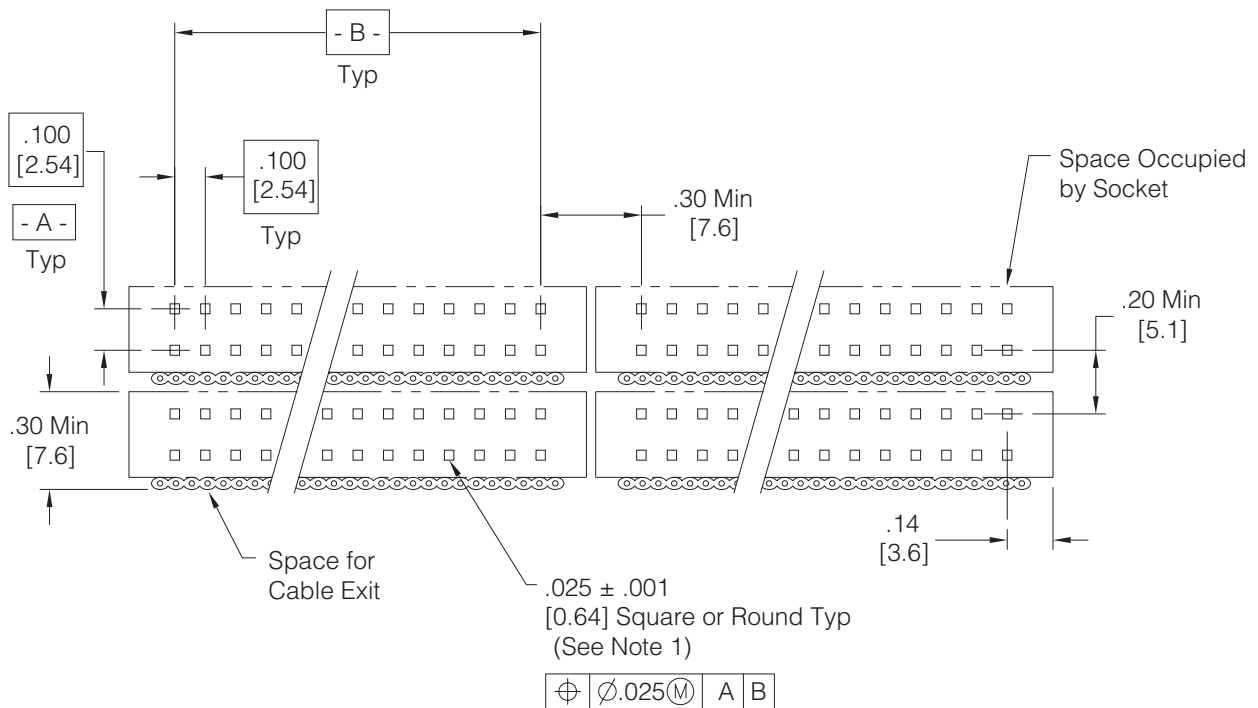 - B -
Typ
.100
[2.54]
.100
[2.54]
Typ
- A -
Typ
.30 Min
[7.6]
Space Occupied
by Socket
.20 Min
[5.1]
.30 Min
[7.6]
.14
[3.6]
Space for
Cable Exit
.025 ± .001
[0.64] Square or Round Typ
(See Note 1)
⌖ ∅.025Ⓜ A B